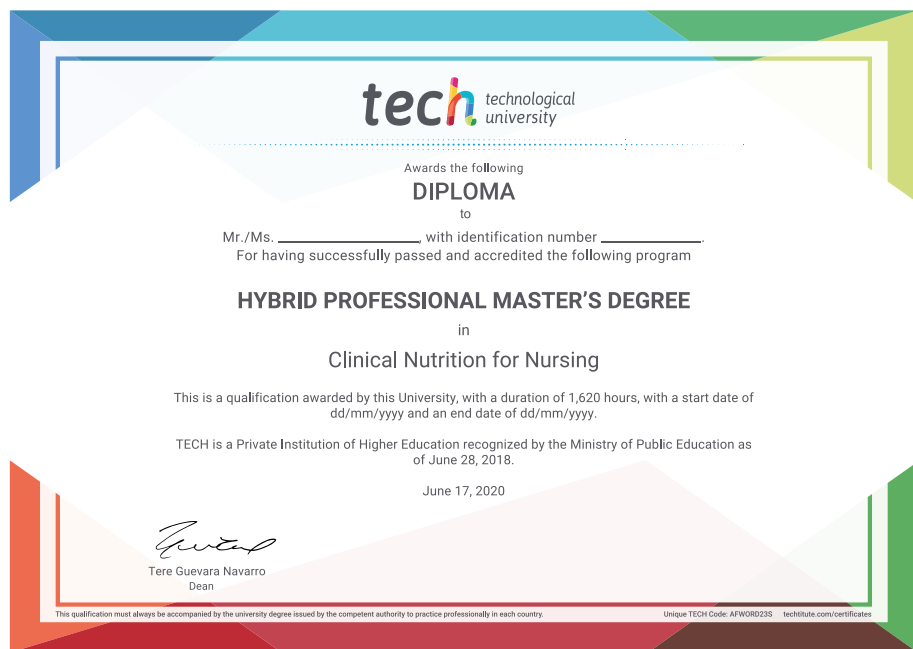 tech technological
university
Awards the following
DIPLOMA
to
Mr./Ms. ____________________, with identification number ______________.
For having successfully passed and accredited the following program
HYBRID PROFESSIONAL MASTER'S DEGREE
in
Clinical Nutrition for Nursing
This is a qualification awarded by this University, with a duration of 1,620 hours, with a start date of
dd/mm/yyyy and an end date of dd/mm/yyyy.
TECH is a Private Institution of Higher Education recognized by the Ministry of Public Education as
of June 28, 2018.
June 17, 2020
Tere Guevara Navarro
Dean
This qualification must always be accompanied by the university degree issued by the competent authority to practice professionally in each country.
Unique TECH Code: AFWORD23S techtitute.com/certificates